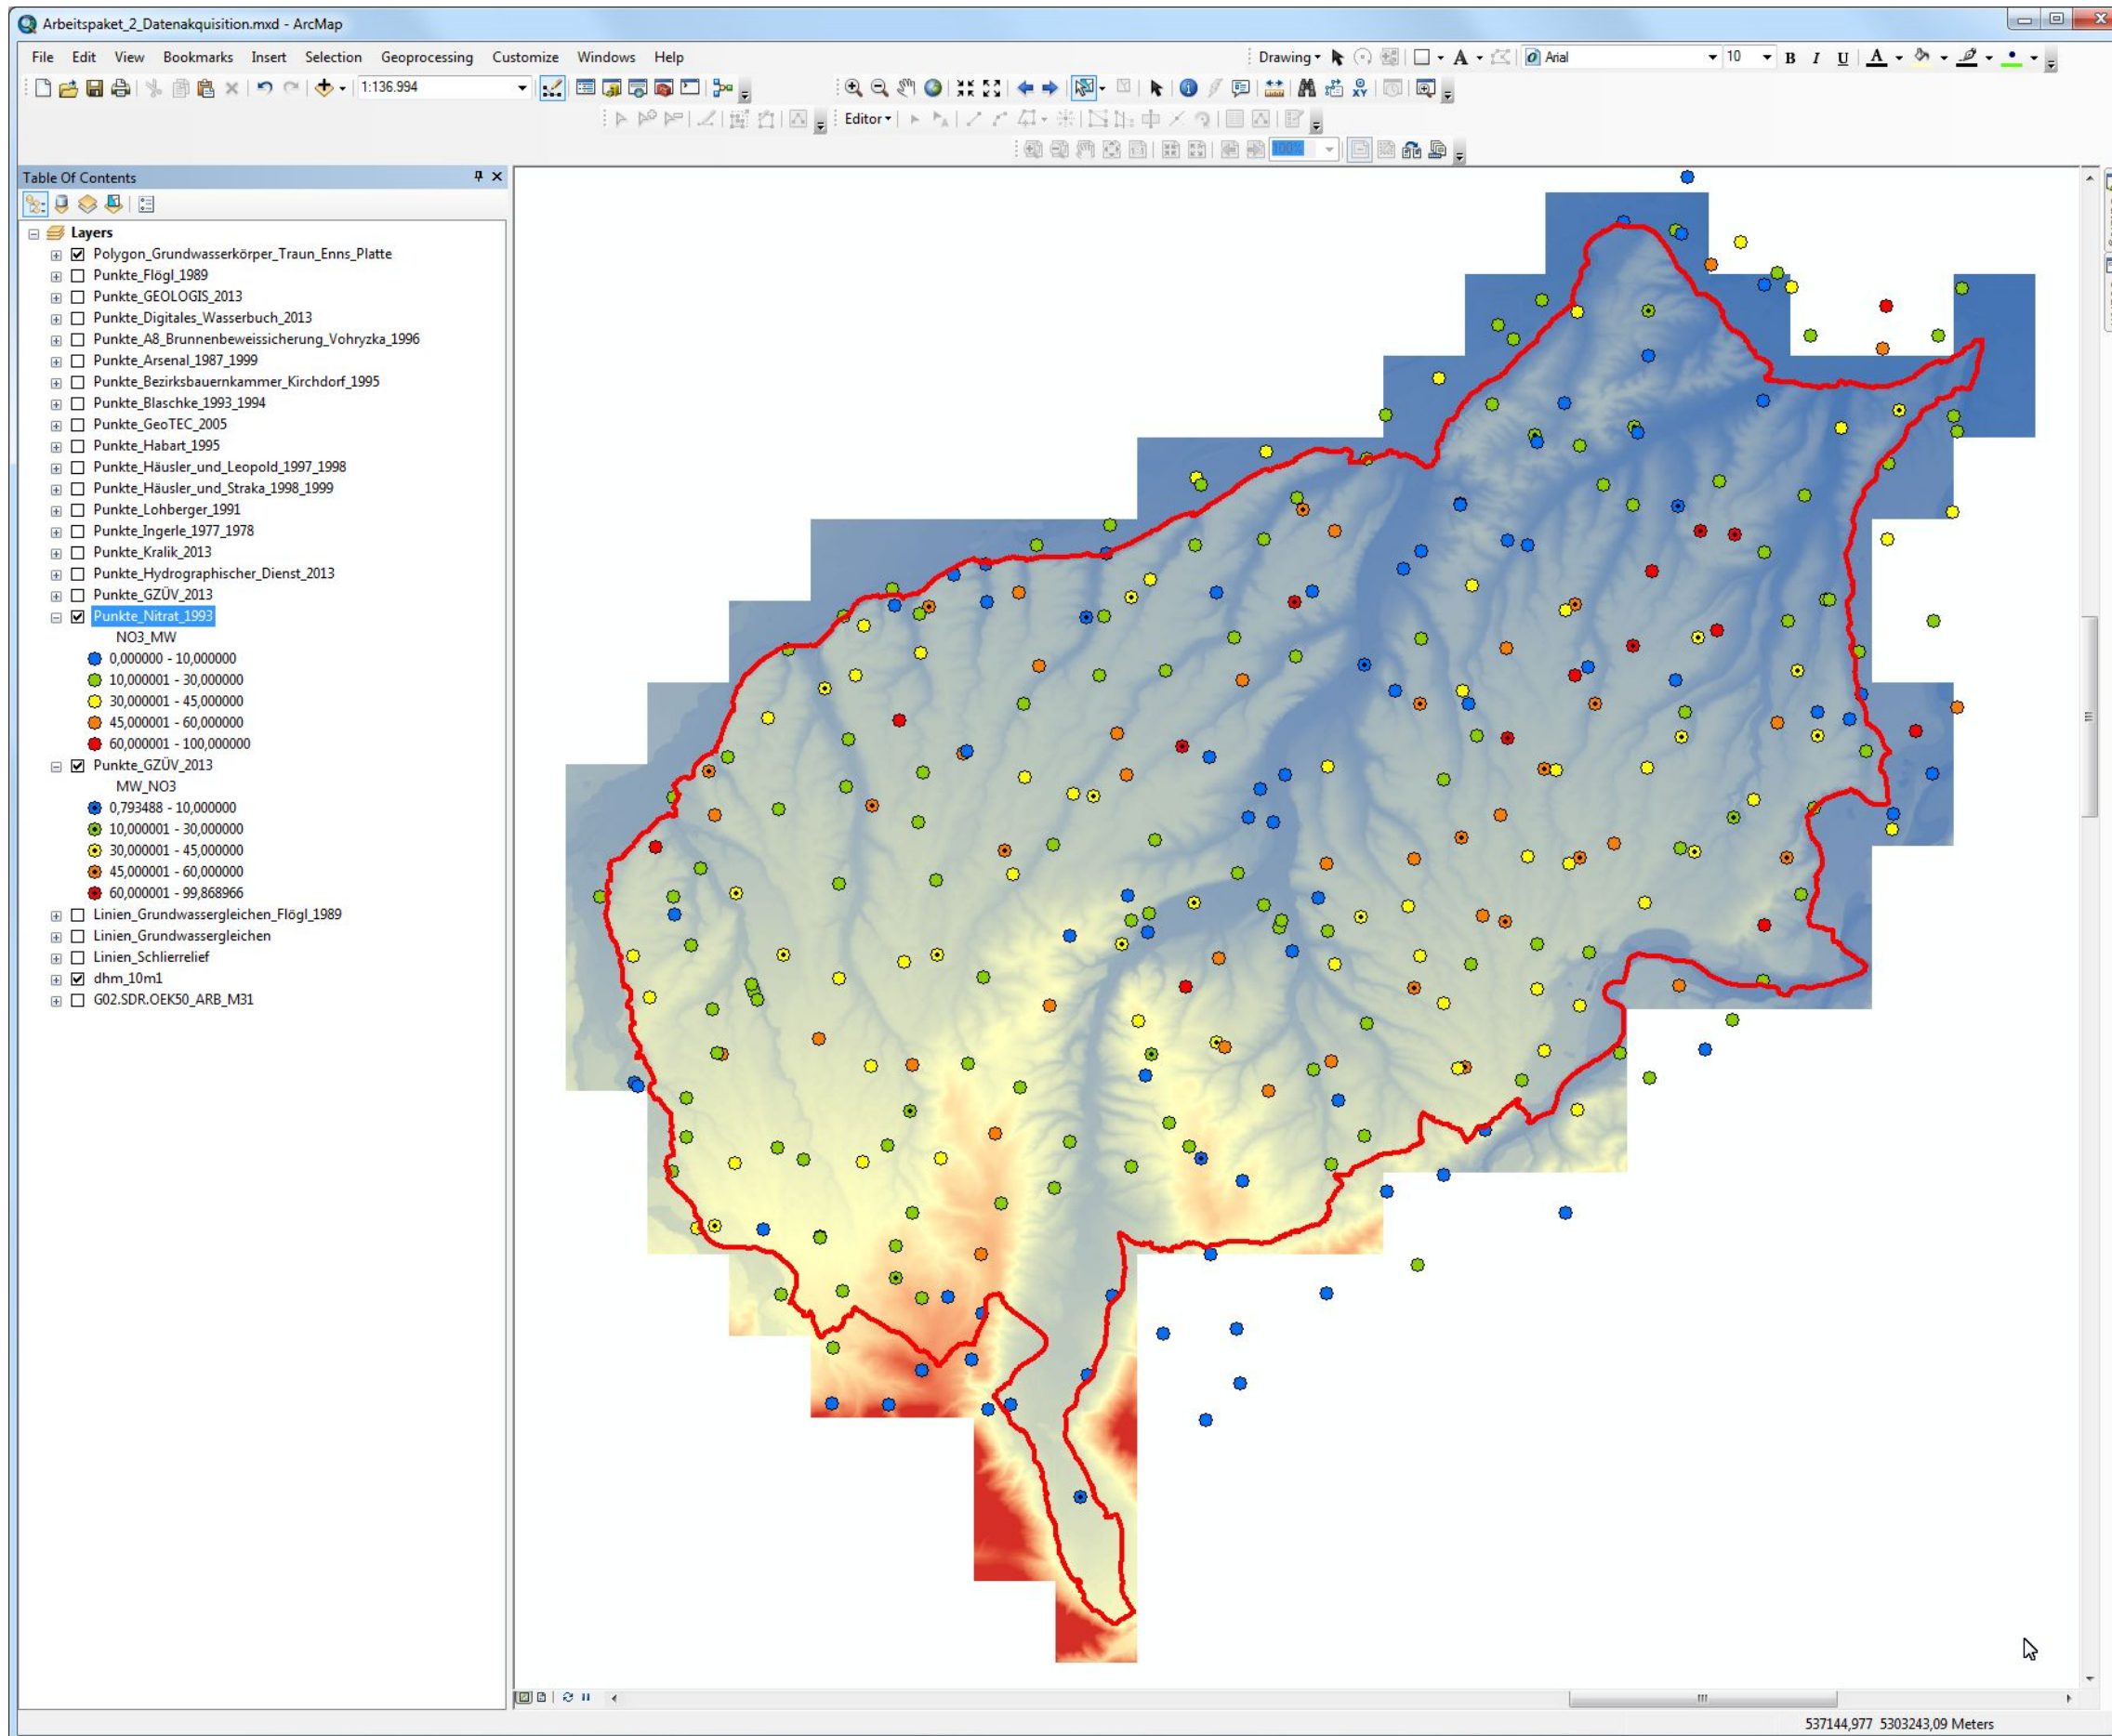 Arbeitspaket_2_Datenakquisition.mxd - ArcMap
File Edit View Bookmarks Insert Selection Geoprocessing Customize Windows Help
Drawing Arial 10 B I U A
1:136.994
Editor
100%
Table Of Contents
Layers
Polygon_Grundwasserkörper_Traun_Enns_Platte
Punkte_Flögl_1989
Punkte_GEOLOGIS_2013
Punkte_Digitales_Wasserbuch_2013
Punkte_A8_Brunnenbeweissicherung_Vohryzka_1996
Punkte_Arsenal_1987_1999
Punkte_Bezirksbauernkammer_Kirchdorf_1995
Punkte_Blaschke_1993_1994
Punkte_GeoTEC_2005
Punkte_Habart_1995
Punkte_Häusler_und_Leopold_1997_1998
Punkte_Häusler_und_Straka_1998_1999
Punkte_Lohberger_1991
Punkte_Ingerle_1977_1978
Punkte_Kralik_2013
Punkte_Hydrographischer_Dienst_2013
Punkte_GZÜV_2013
Punkte_Nitrat_1993
NO3_MW
0,000000 - 10,000000
10,000001 - 30,000000
30,000001 - 45,000000
45,000001 - 60,000000
60,000001 - 100,000000
Punkte_GZÜV_2013
MW_NO3
0,793488 - 10,000000
10,000001 - 30,000000
30,000001 - 45,000000
45,000001 - 60,000000
60,000001 - 99,868966
Linien_Grundwassergleichen_Flögl_1989
Linien_Grundwassergleichen
Linien_Schlierrelief
dhm_10m1
G02.SDR.OEK50_ARB_M31
537144,977 5303243,09 Meters